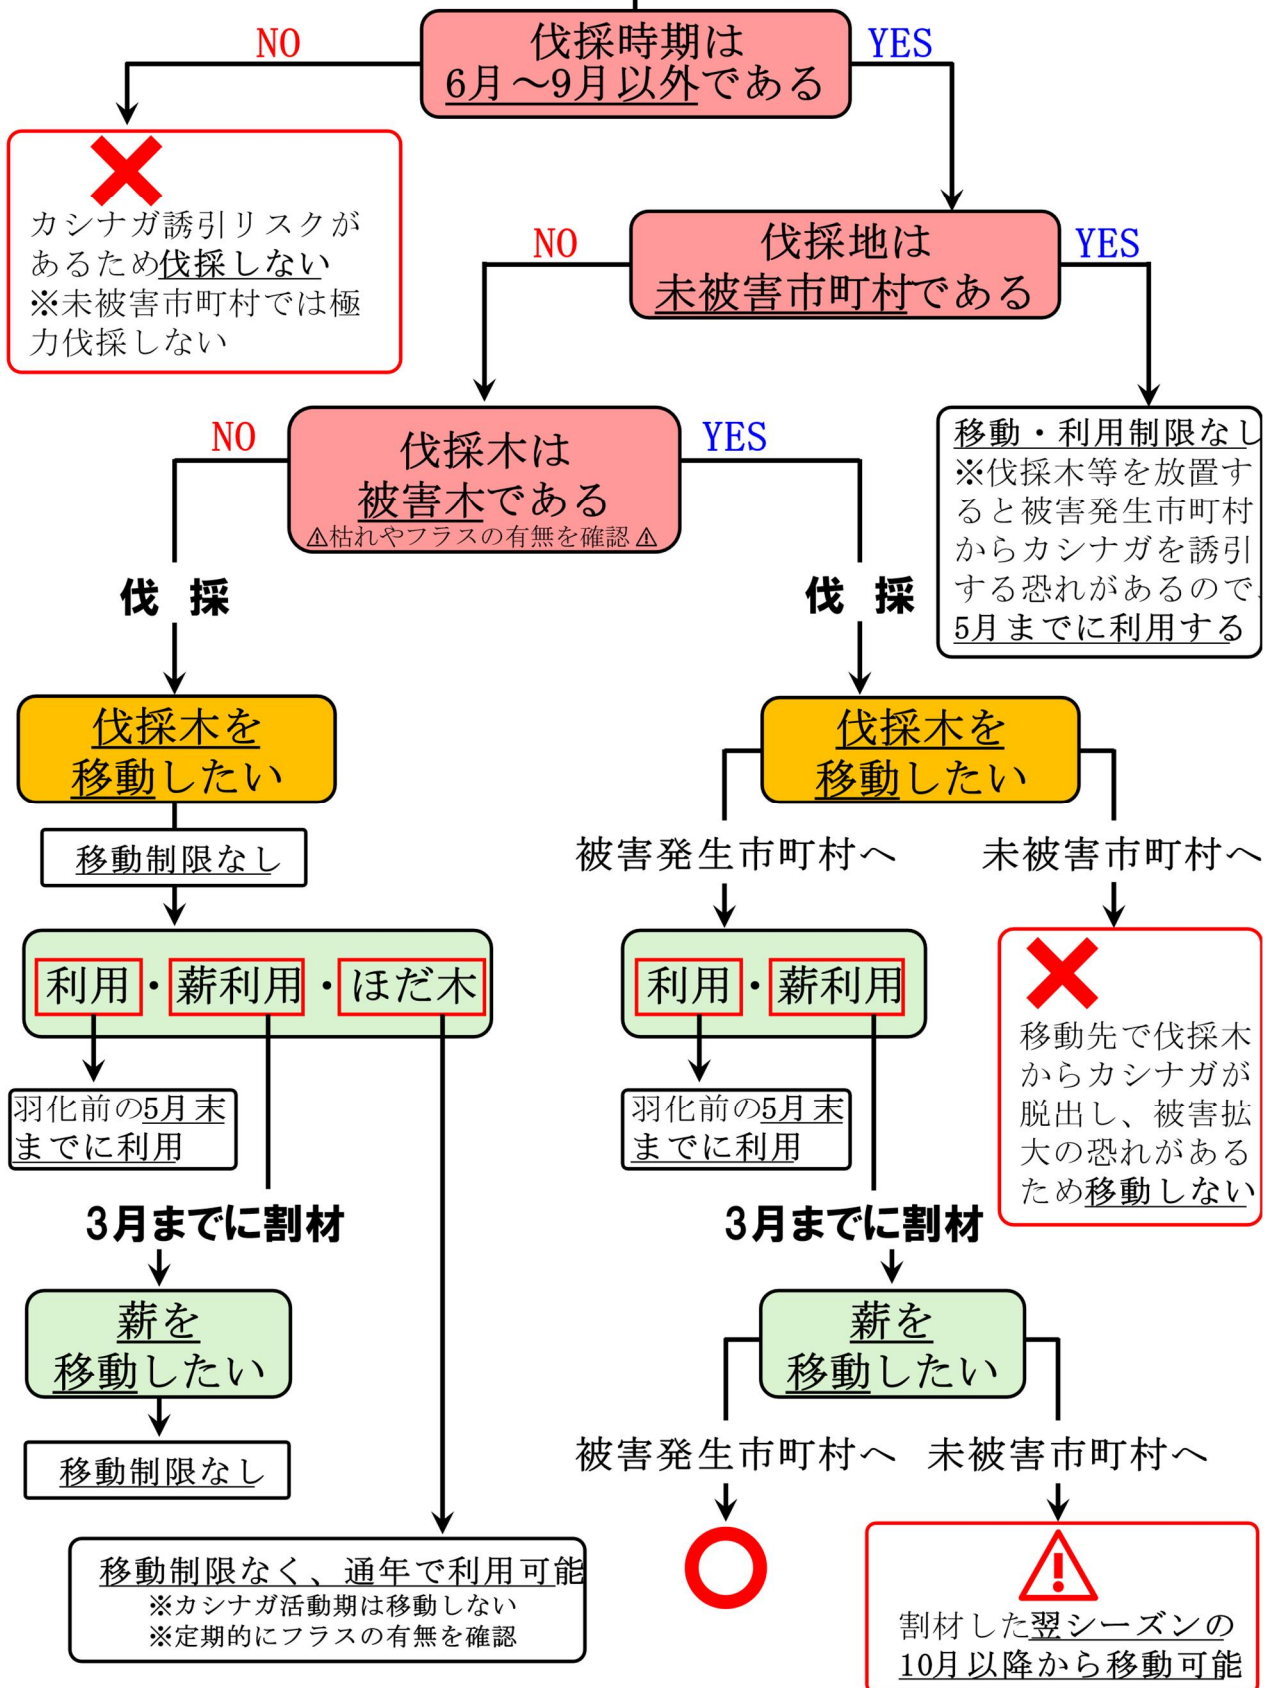 伐採時期は
6月～9月以外である
NO
YES
カシナガ誘引リスクが
あるため伐採しない
※未被害市町村では極
力伐採しない
伐採地は
未被害市町村である
NO
YES
移動・利用制限なし
※伐採木等を放置す
ると被害発生市町村
からカシナガを誘引
する恐れがあるので、
5月までに利用する
伐採木は
被害木である
⚠枯れやフラスの有無を確認⚠
NO
YES
伐 採
伐 採
伐採木を
移動したい
移動制限なし
利用・薪利用・ほだ木
羽化前の5月末
までに利用
3月までに割材
薪を
移動したい
移動制限なし
移動制限なく、通年で利用可能
※カシナガ活動期は移動しない
※定期的にフラスの有無を確認
伐採木を
移動したい
被害発生市町村へ
未被害市町村へ
利用・薪利用
移動先で伐採木
からカシナガが
脱出し、被害拡
大の恐れがある
ため移動しない
羽化前の5月末
までに利用
3月までに割材
薪を
移動したい
被害発生市町村へ
未被害市町村へ
割材した翌シーズンの
10月以降から移動可能